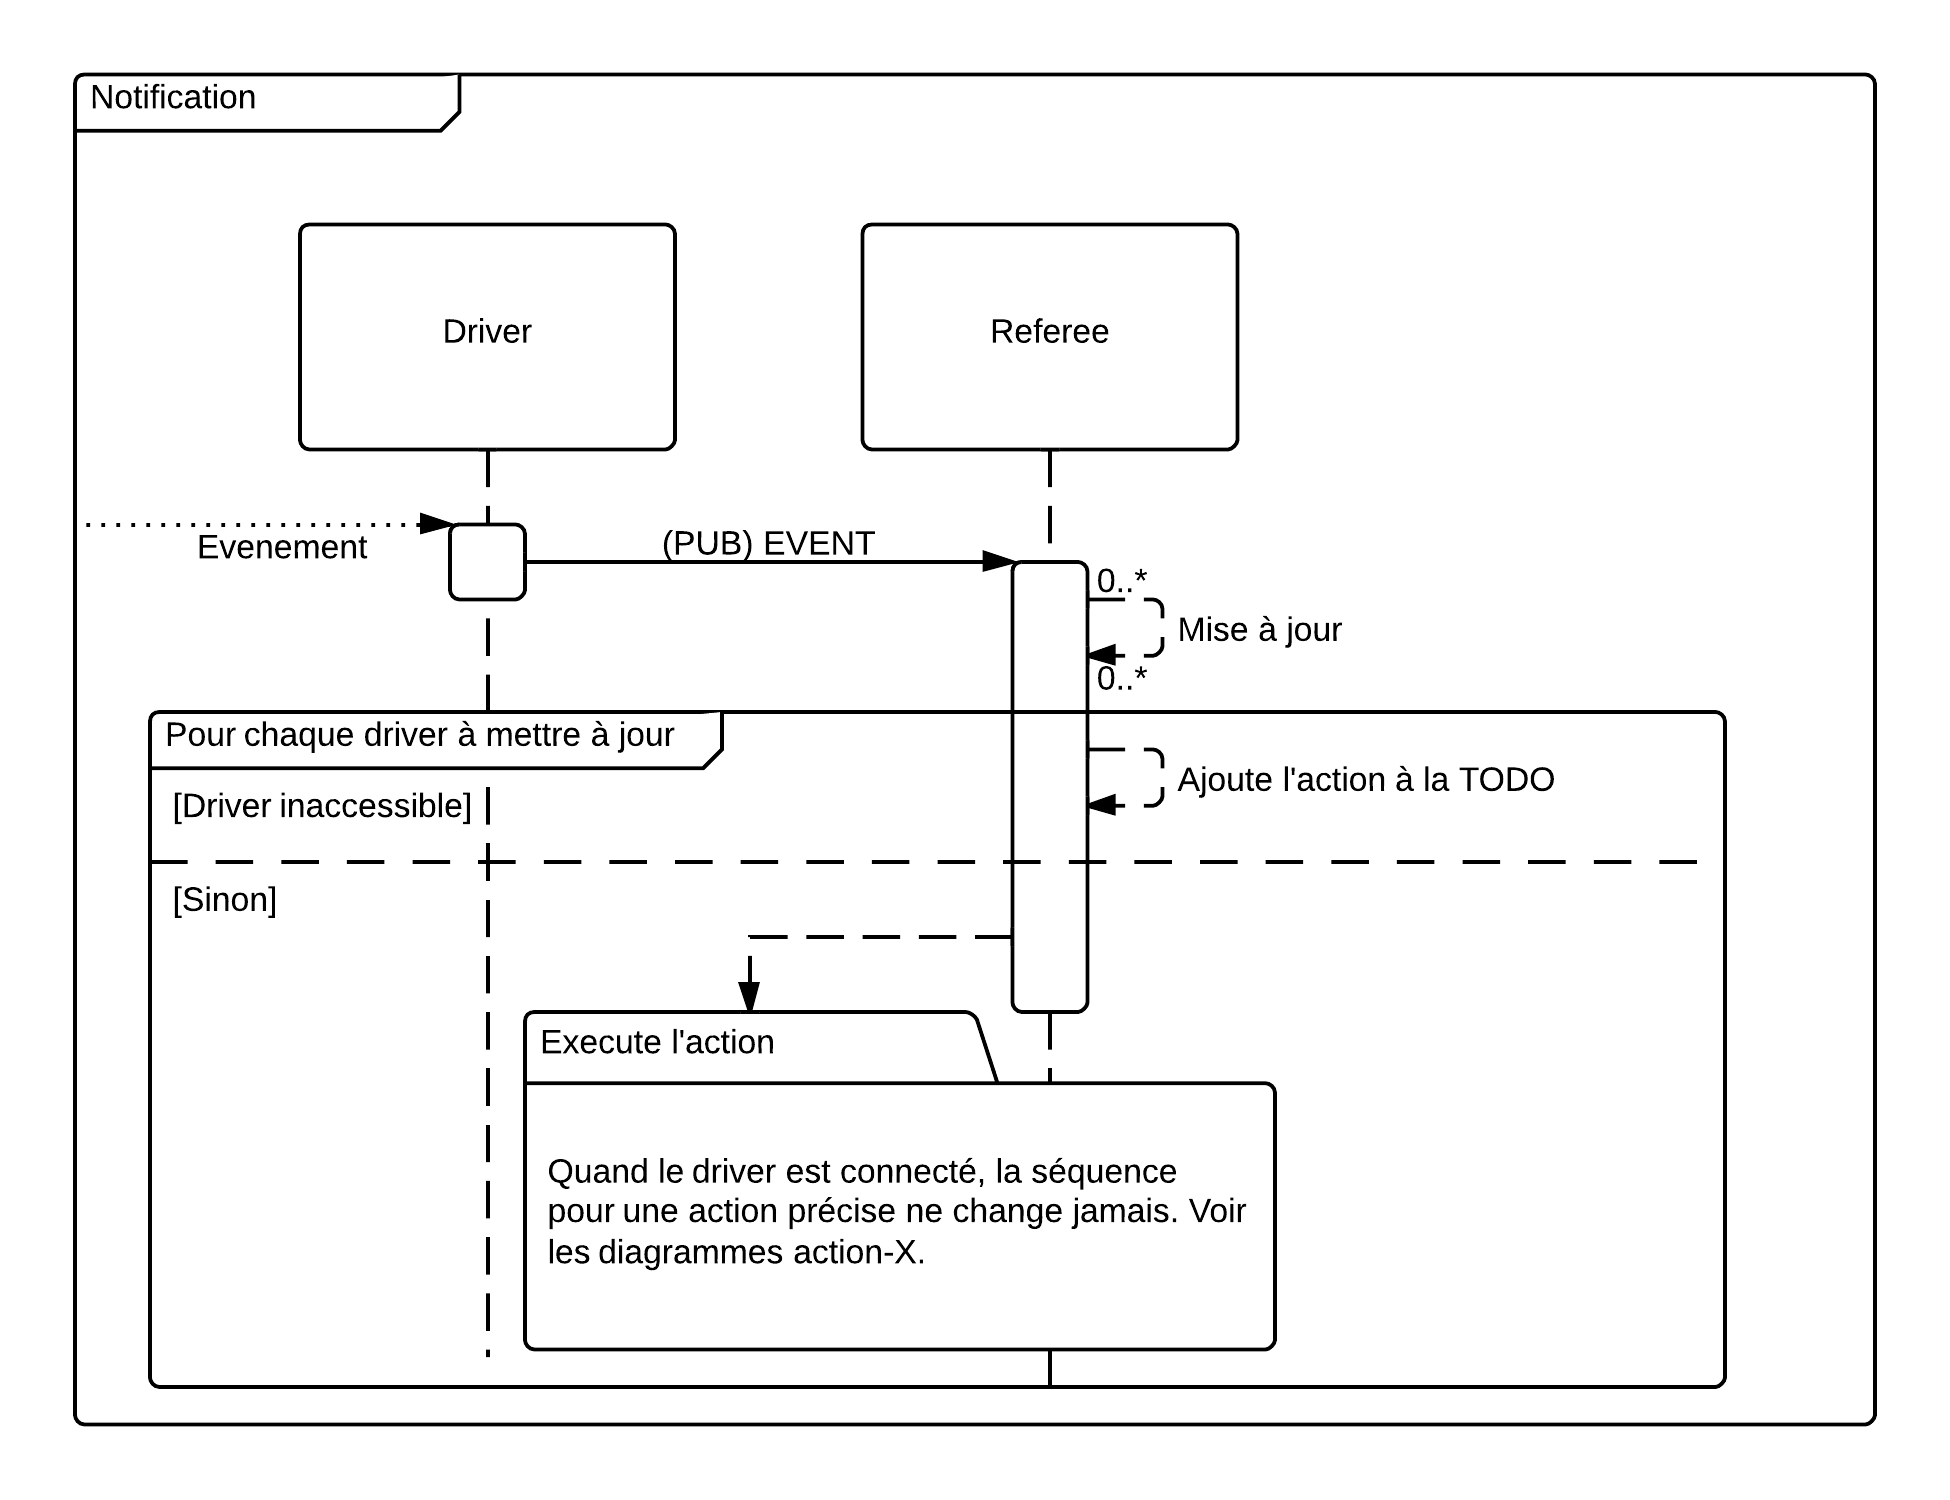 Notification
Driver
Referee
Evenement
(PUB) EVENT
0..*
Mise à jour
0..*
Pour chaque driver à mettre à jour
Ajoute l'action à la TODO
[Driver inaccessible]
[Sinon]
Execute l'action
Quand le driver est connecté, la séquence
pour une action précise ne change jamais. Voir
les diagrammes action-X.